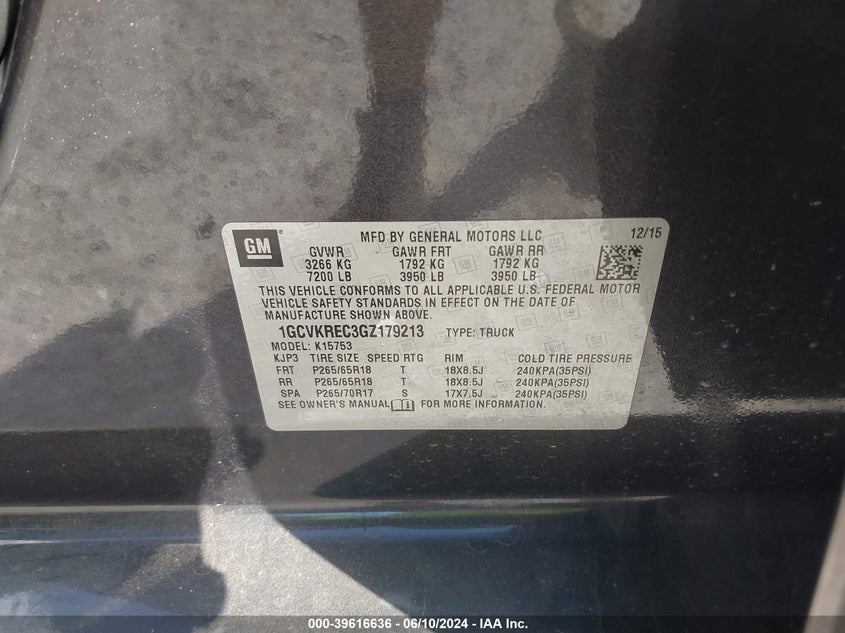 GM
MFD BY GENERAL MOTORS LLC 12/15
GVWR GAWR FRT GAWR RR
3266 KG 1792 KG 1792 KG
7200 LB 3950 LB 3950 LB
THIS VEHICLE CONFORMS TO ALL APPLICABLE U.S. FEDERAL MOTOR
VEHICLE SAFETY STANDARDS IN EFFECT ON THE DATE OF
MANUFACTURE SHOWN ABOVE.
1GCVKREC3GZ179213 TYPE: TRUCK
MODEL: K15753
KJP3 TIRE SIZE SPEED RTG RIM COLD TIRE PRESSURE
FRT P265/65R18 T 18X8.5J 240KPA(35PSI)
RR P265/65R18 T 18X8.5J 240KPA(35PSI)
SPA P265/70R17 S 17X7.5J 240KPA(35PSI)
SEE OWNER'S MANUAL FOR MORE INFORMATION.
000-39616636 - 06/10/2024 - IAA Inc.